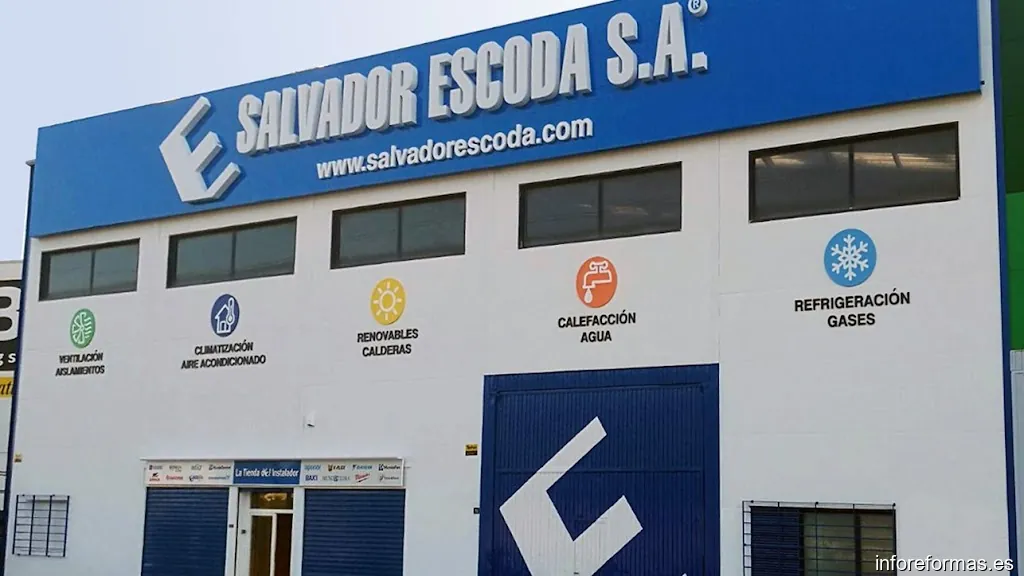 SALVADOR ESCODA S.A.®
www.salvadorescoda.com
VENTILACIÓN
AISLAMIENTOS
CLIMATIZACIÓN
AIRE ACONDICIONADO
RENOVABLES
CALDERAS
CALEFACCIÓN
AGUA
REFRIGERACIÓN
GASES
La Tienda del Instalador
BAXI
inforeformas.es